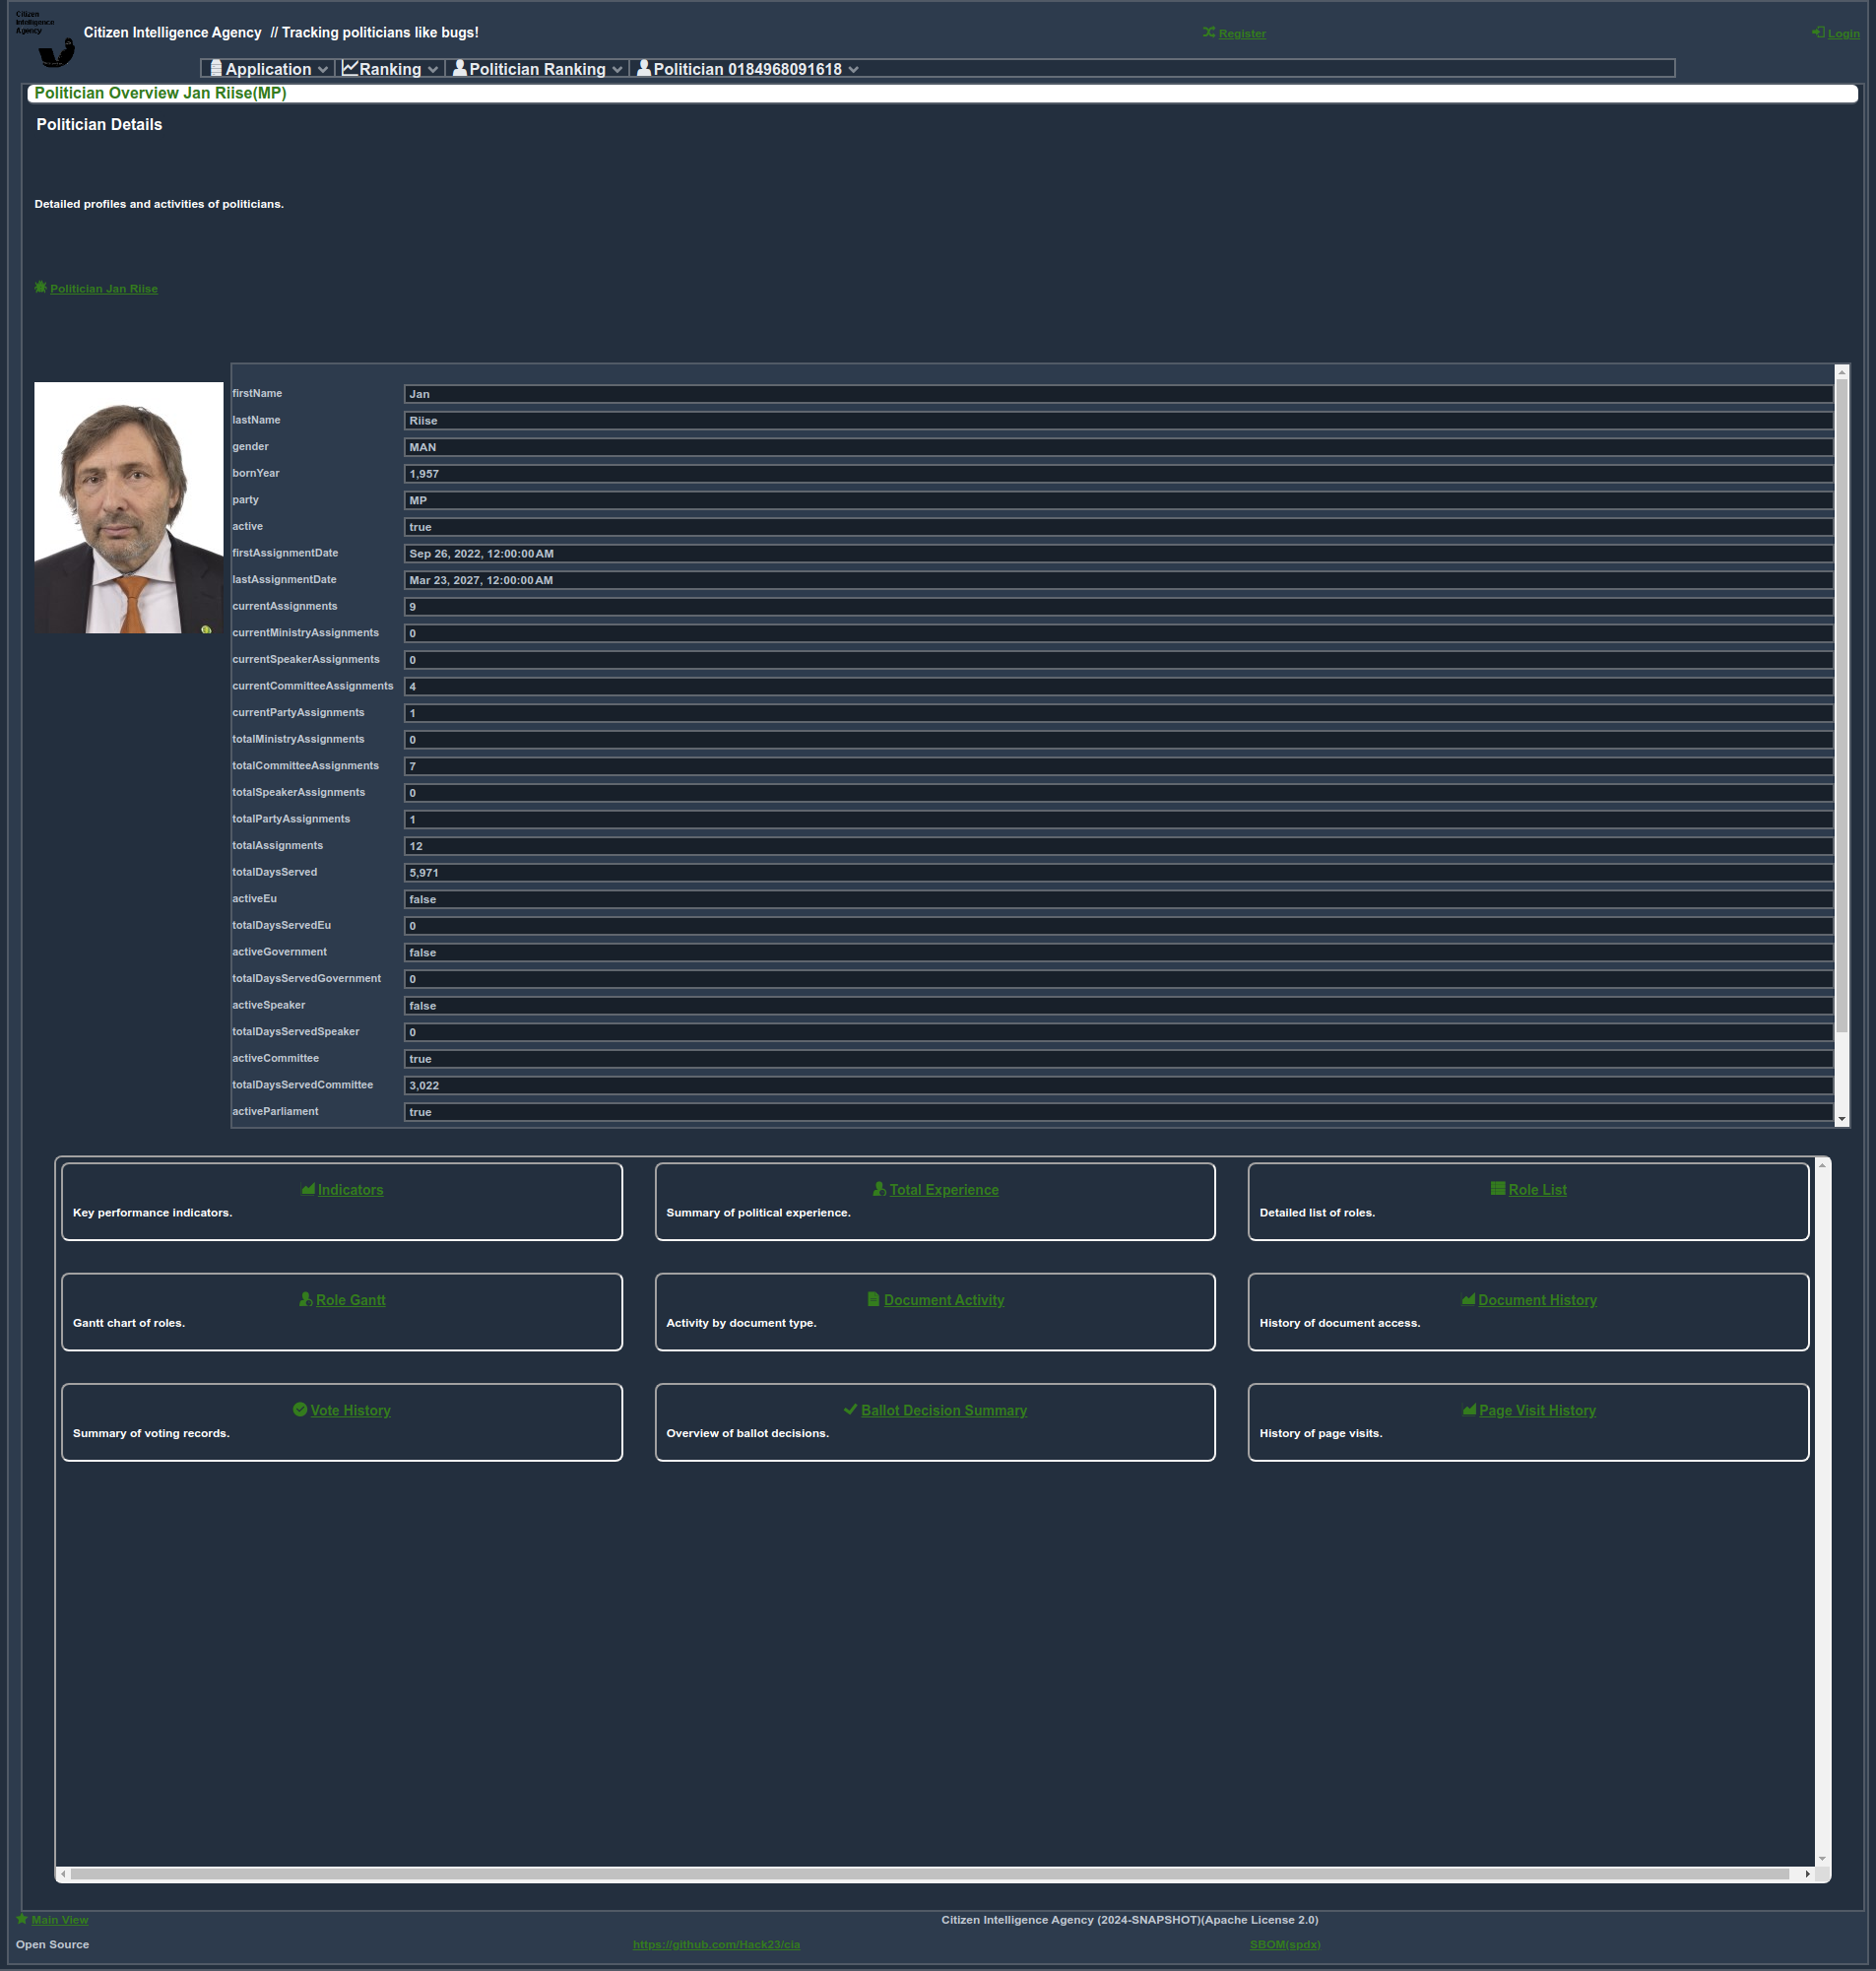 Citizen
Intelligence
Agency
Citizen Intelligence Agency // Tracking politicians like bugs!
Register
Login
Application
Ranking
Politician Ranking
Politician 0184968091618
Politician Overview Jan Riise(MP)
Politician Details
Detailed profiles and activities of politicians.
Politician Jan Riise
firstName Jan
lastName Riise
gender MAN
bornYear 1,957
party MP
active true
firstAssignmentDate Sep 26, 2022, 12:00:00 AM
lastAssignmentDate Mar 23, 2027, 12:00:00 AM
currentAssignments 9
currentMinistryAssignments 0
currentSpeakerAssignments 0
currentCommitteeAssignments 4
currentPartyAssignments 1
totalMinistryAssignments 0
totalCommitteeAssignments 7
totalSpeakerAssignments 0
totalPartyAssignments 1
totalAssignments 12
totalDaysServed 5,971
activeEu false
totalDaysServedEu 0
activeGovernment false
totalDaysServedGovernment 0
activeSpeaker false
totalDaysServedSpeaker 0
activeCommittee true
totalDaysServedCommittee 3,022
activeParliament true
Indicators
Key performance indicators.
Total Experience
Summary of political experience.
Role List
Detailed list of roles.
Role Gantt
Gantt chart of roles.
Document Activity
Activity by document type.
Document History
History of document access.
Vote History
Summary of voting records.
Ballot Decision Summary
Overview of ballot decisions.
Page Visit History
History of page visits.
Main View
Citizen Intelligence Agency (2024-SNAPSHOT)(Apache License 2.0)
Open Source
https://github.com/Hack23/cia
SBOM(spdx)